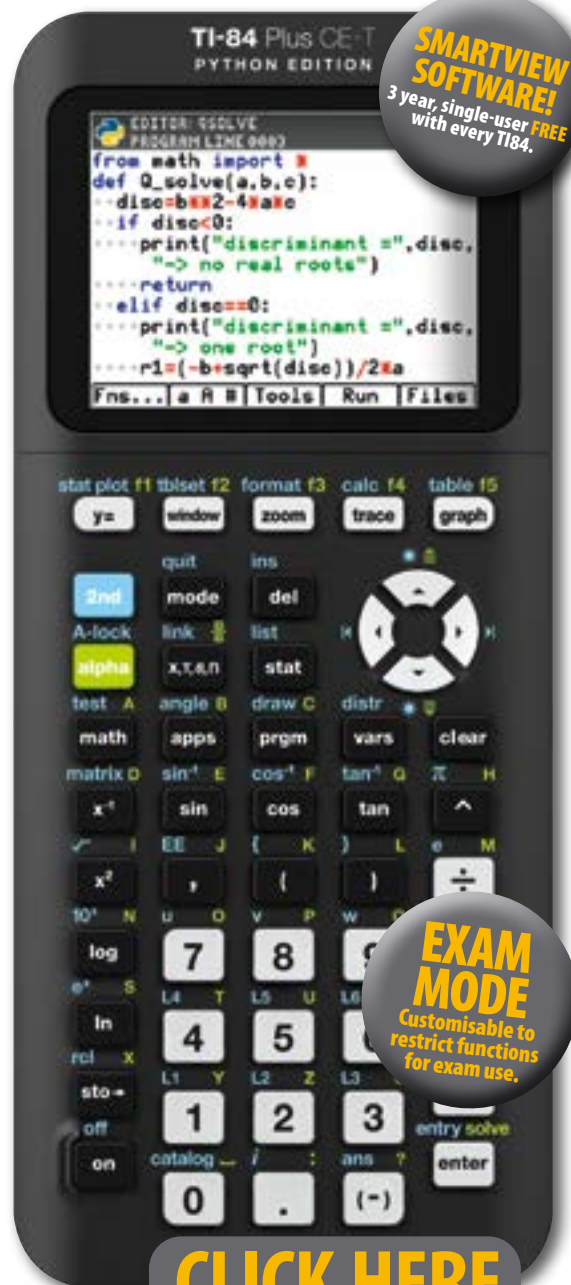 TI-84 Plus CE-T
PYTHON EDITION
SMARTVIEW
SOFTWARE!
3 year, single-user FREE
with every TI84.
EDITOR: QSOLVE
PROGRAM LINE 0003
from math import *
def Q_solve(a,b,c):
··disc=b**2-4*a*c
··if disc<0:
····print("discriminant =",disc,
"-> no real roots")
····return
··elif disc==0:
····print("discriminant =",disc,
"-> one root")
····r1=(-b+sqrt(disc))/2*a
Fns... a A # Tools Run Files
stat plot f1 tblset f2 format f3 calc f4 table f5
y= window zoom trace graph
quit ins
2nd mode del
A-lock link list
alpha X,T,θ,n stat
test A angle B draw C distr
math apps prgm vars clear
matrix D sin⁻¹ E cos⁻¹ F tan⁻¹ G π H
x⁻¹ sin cos tan ^
√ I EE J { K } L e M
x² , ( ) ÷
10ˣ N u O v P w
log 7 8 9
eˣ S L4 T L5 U L6
ln 4 5 6
rcl X L1 Y L2 Z L3
sto→ 1 2 3
off catalog i : ans ? entry solve
on 0 . (-) enter
EXAM
MODE
Customisable to
restrict functions
for exam use.
CLICK HERE